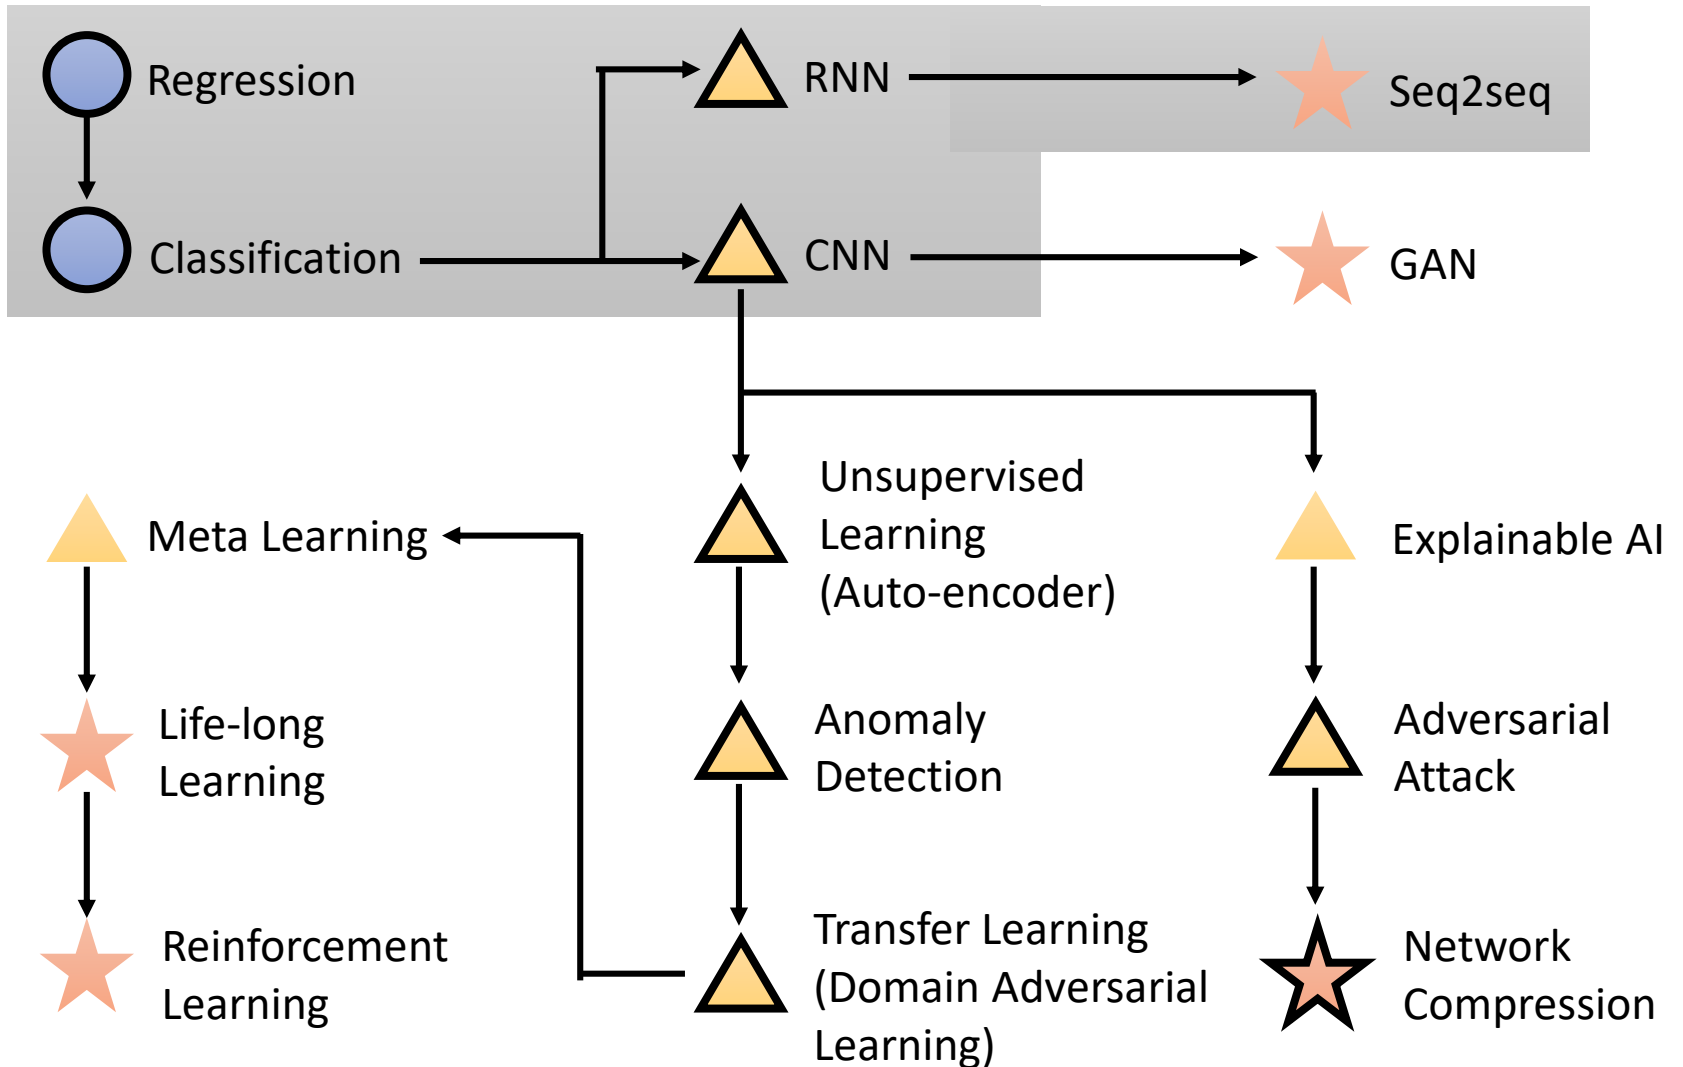 Regression
RNN
Seq2seq
Classification
CNN
GAN
Meta Learning
Unsupervised
Learning
(Auto-encoder)
Explainable AI
Life-long
Learning
Anomaly
Detection
Adversarial
Attack
Reinforcement
Learning
Transfer Learning
(Domain Adversarial
Learning)
Network
Compression